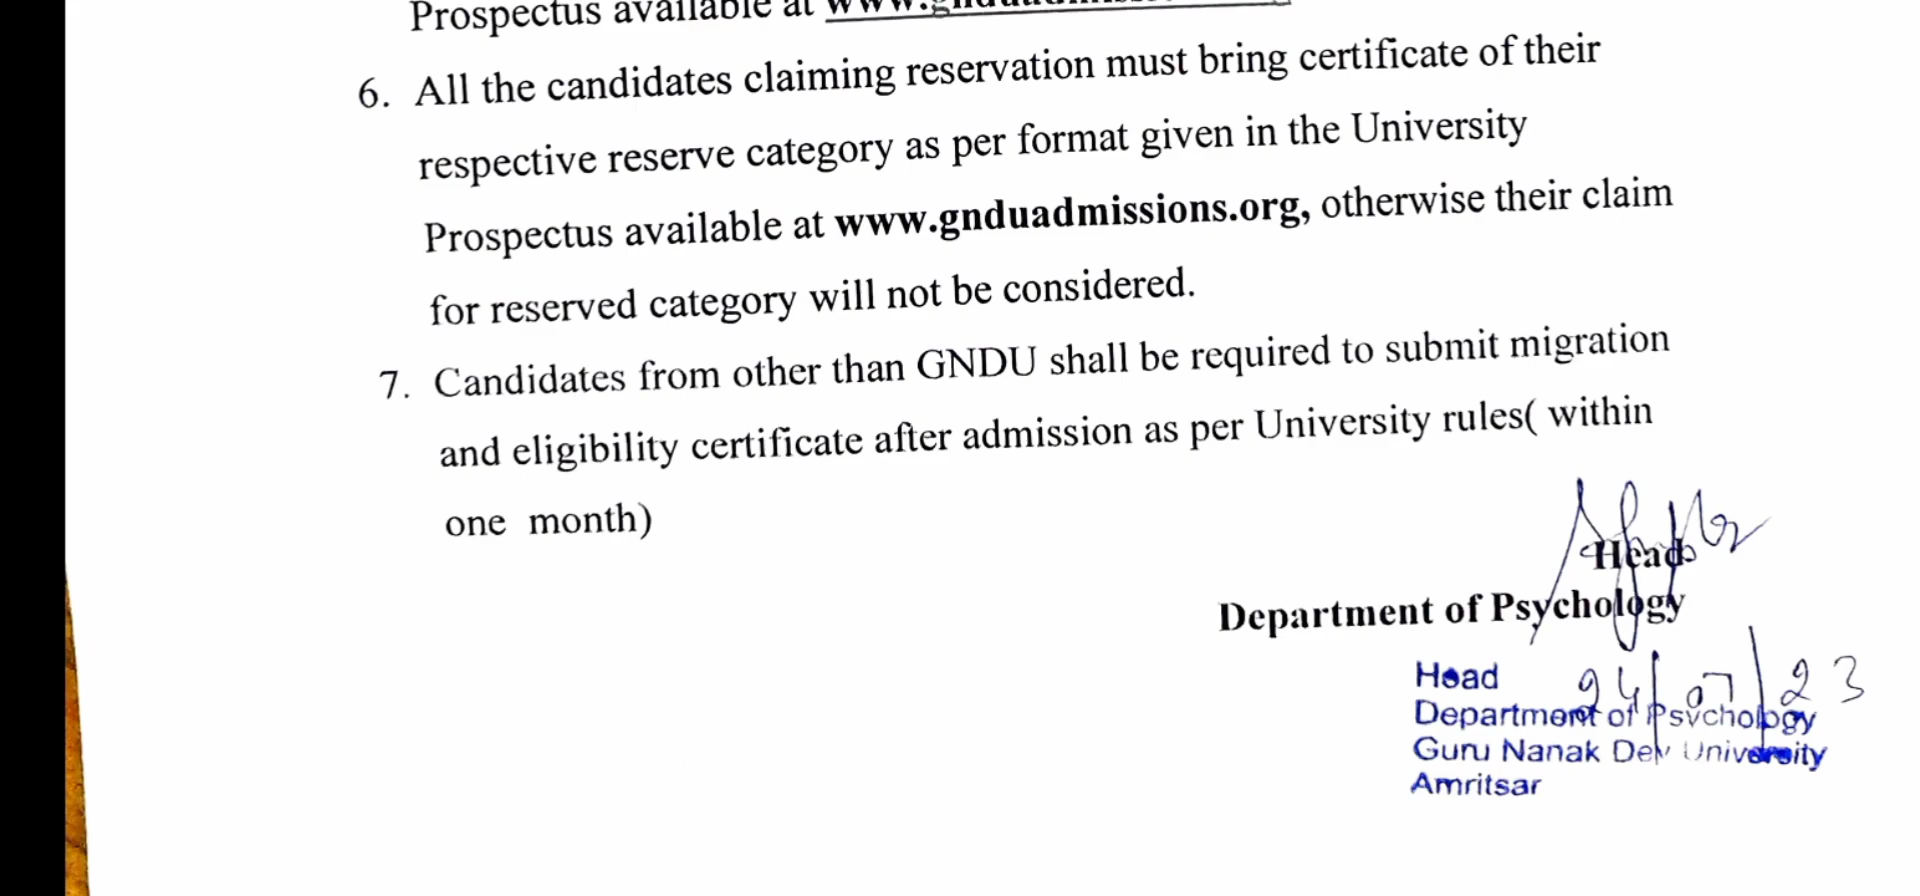 Prospectus available at
6. All the candidates claiming reservation must bring certificate of their
respective reserve category as per format given in the University
Prospectus available at www.gnduadmissions.org, otherwise their claim
for reserved category will not be considered.
7. Candidates from other than GNDU shall be required to submit migration
and eligibility certificate after admission as per University rules( within
one month)
Head
Department of Psychology
24/07/23
Head
Department of Psychology
Guru Nanak Dev University
Amritsar